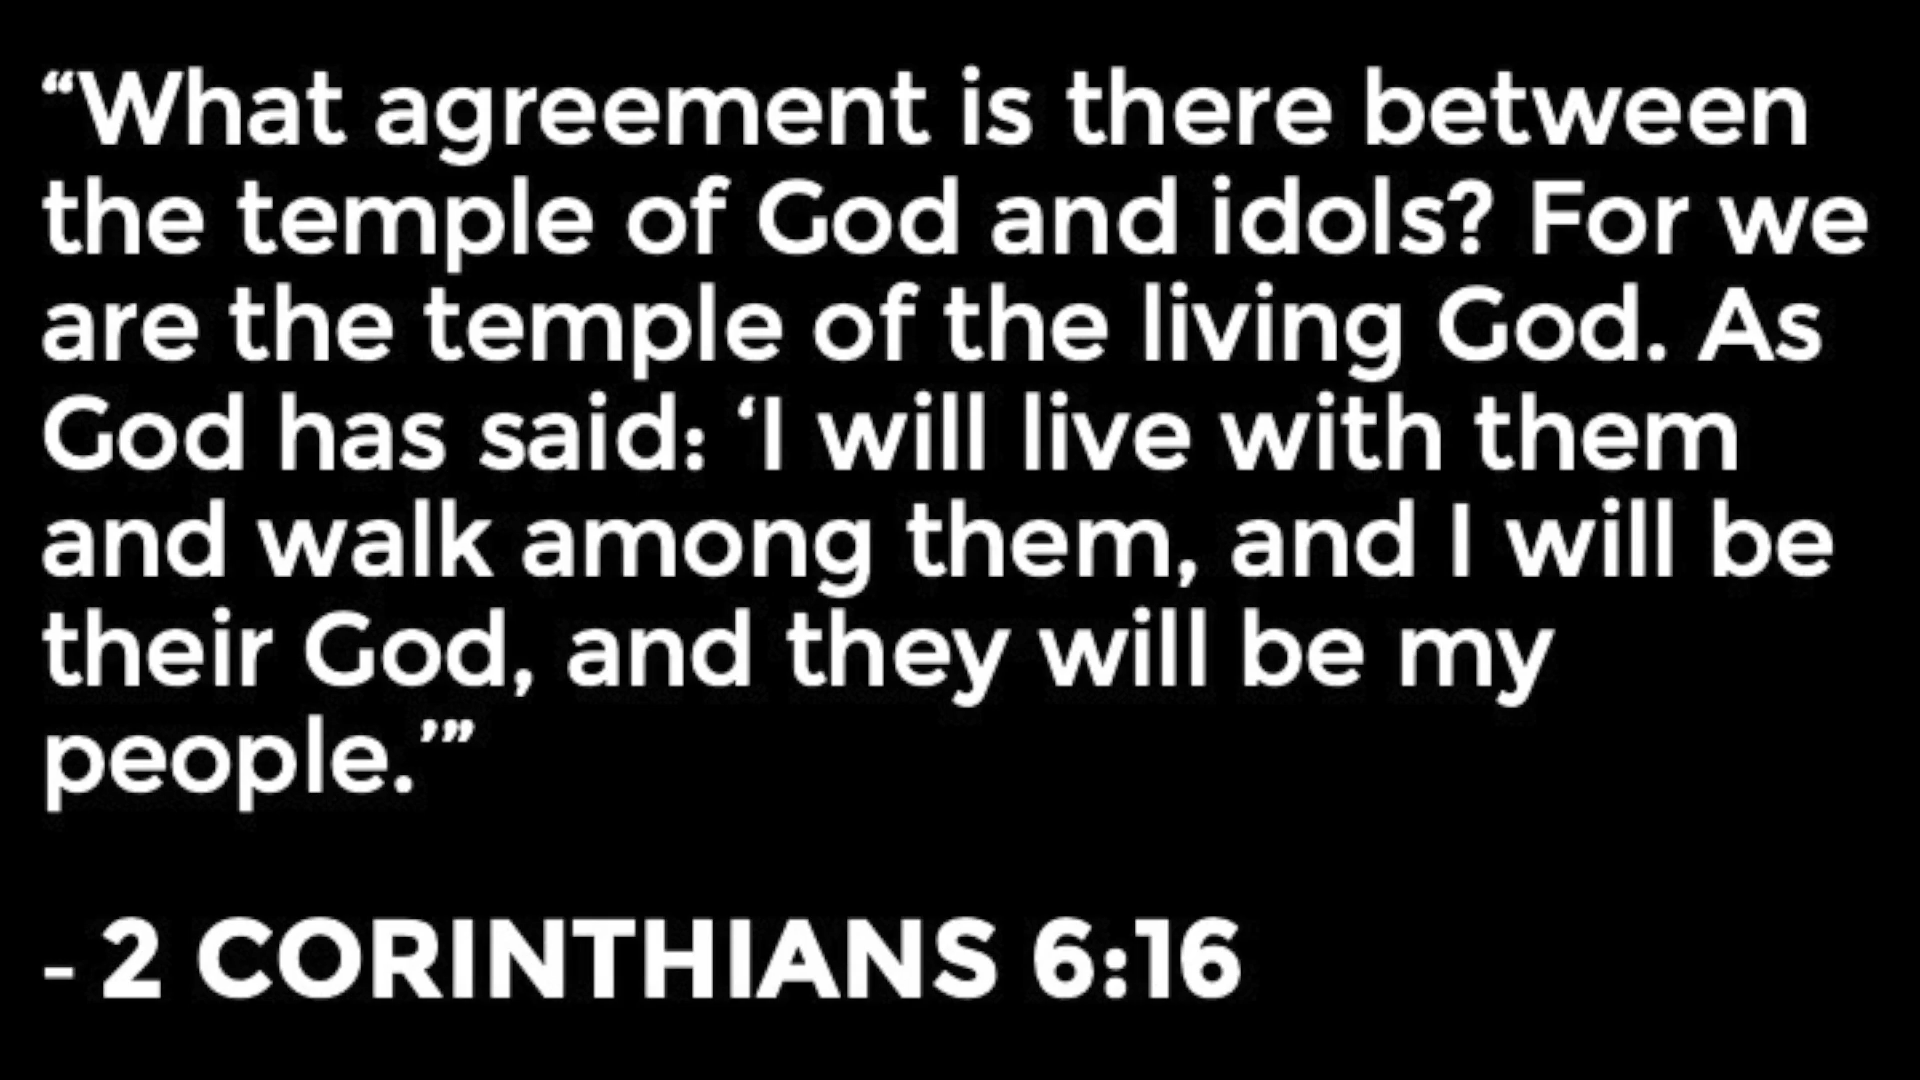 “What agreement is there between
the temple of God and idols? For we
are the temple of the living God. As
God has said: ‘I will live with them
and walk among them, and I will be
their God, and they will be my
people.’”
- 2 CORINTHIANS 6:16